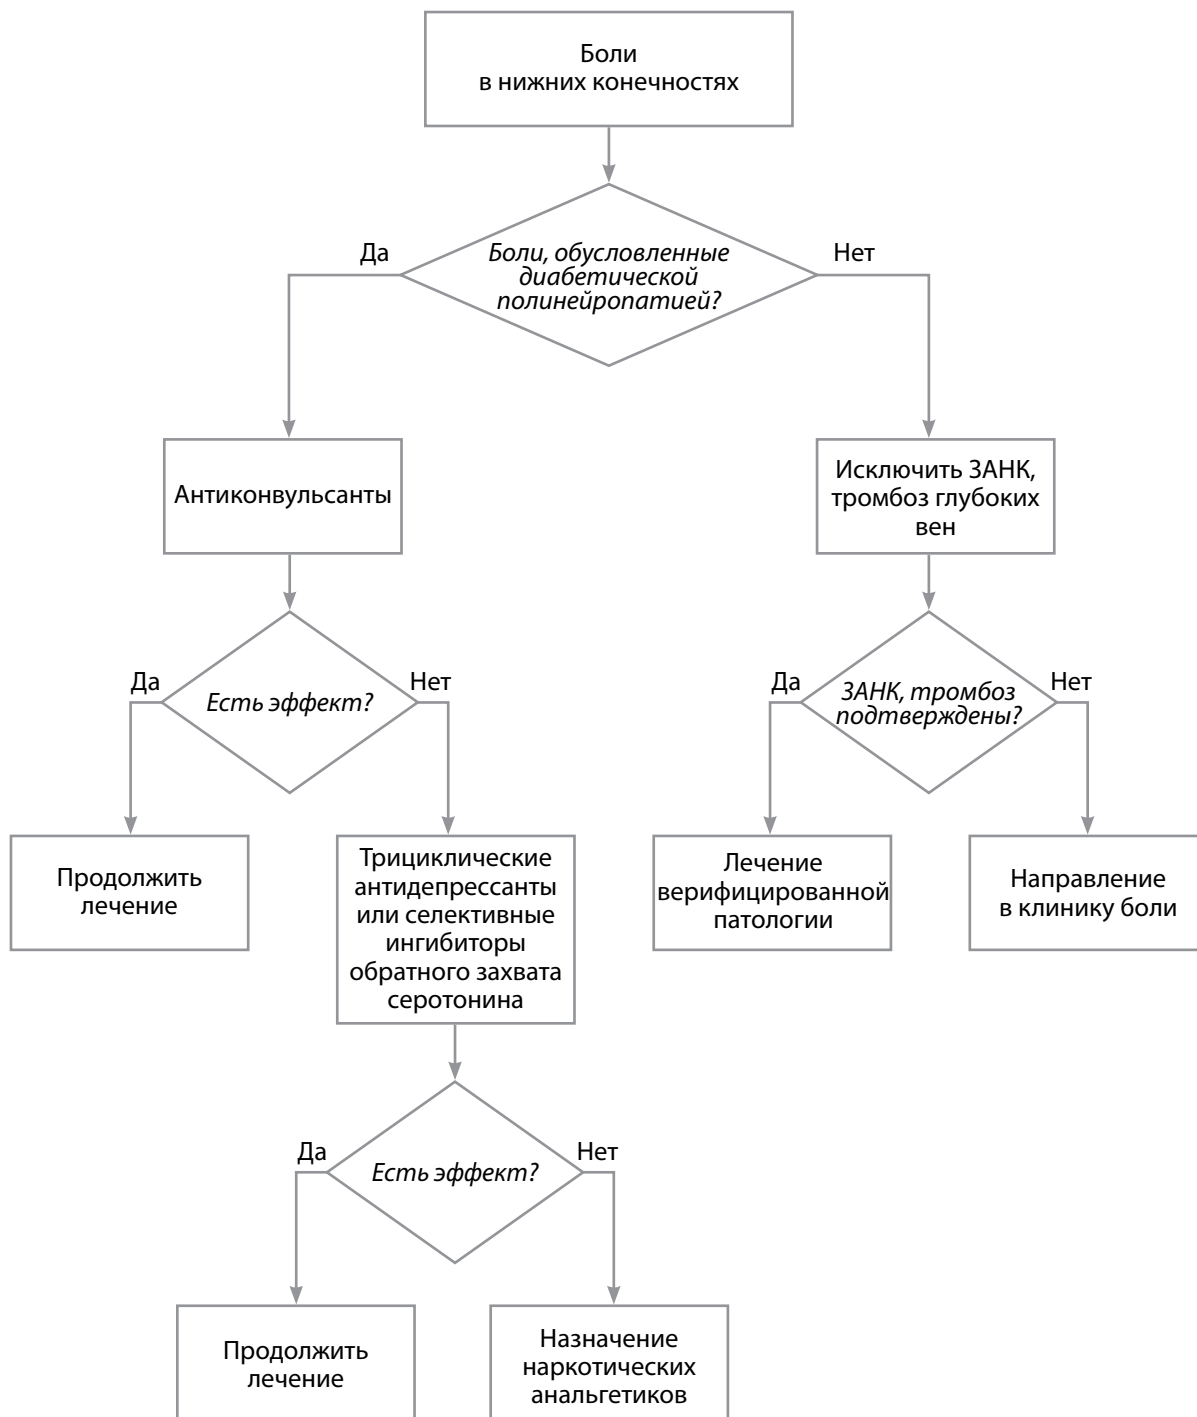 Боли
в нижних конечностях
Да
Боли, обусловленные
диабетической
полинейропатией?
Нет
Антиконвульсанты
Исключить ЗАНК,
тромбоз глубоких
вен
Да
Есть эффект?
Нет
Да
ЗАНК, тромбоз
подтверждены?
Нет
Продолжить
лечение
Трициклические
антидепрессанты
или селективные
ингибиторы
обратного захвата
серотонина
Лечение
верифицированной
патологии
Направление
в клинику боли
Да
Есть эффект?
Нет
Продолжить
лечение
Назначение
наркотических
анальгетиков